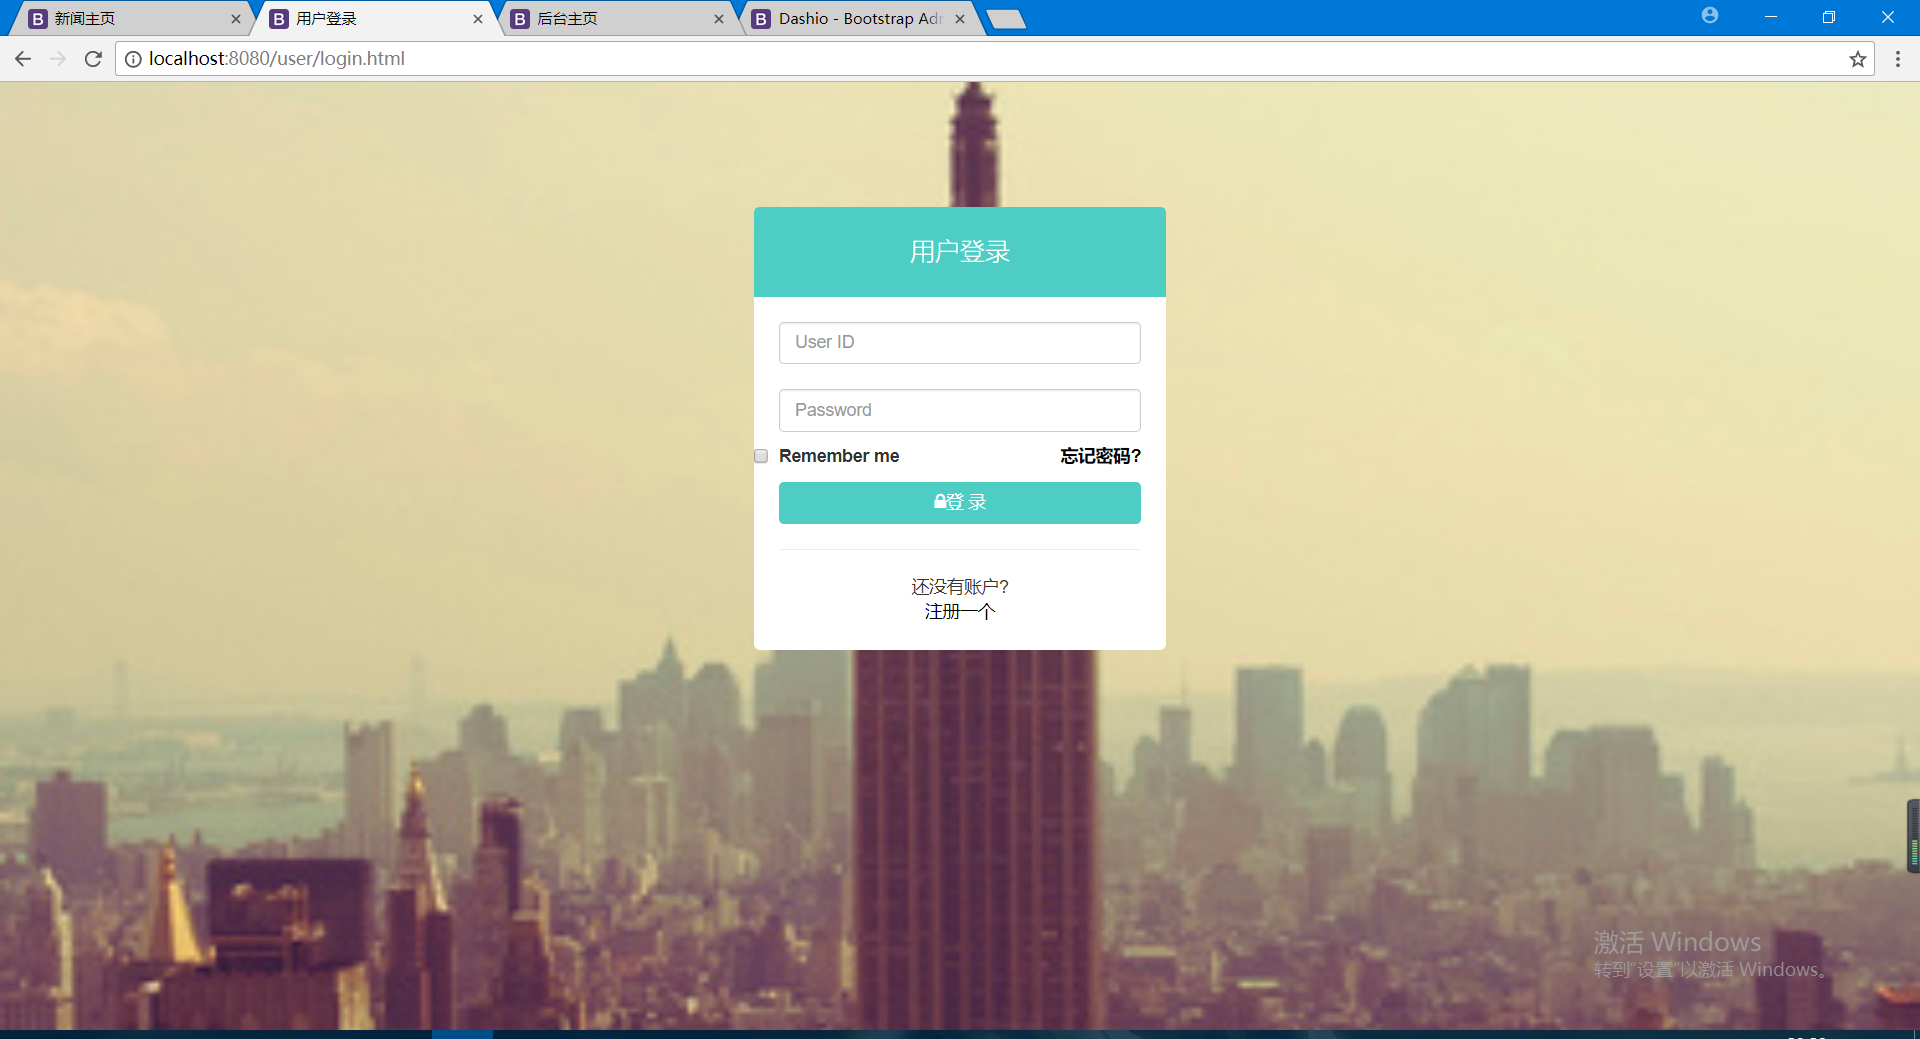 新闻主页
用户登录
后台主页
Dashio - Bootstrap Adm
localhost:8080/user/login.html
用户登录
User ID
Password
Remember me
忘记密码?
登 录
还没有账户?
注册一个
激活 Windows
转到“设置”以激活 Windows。